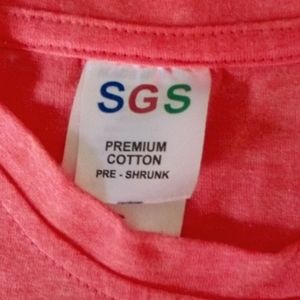 SGS
PREMIUM
COTTON
PRE - SHRUNK